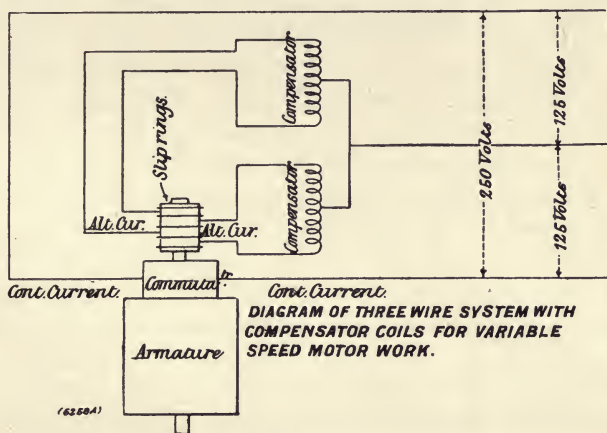 Compensator
125 Volts
Slip rings.
250 Volts
Compensator
125 Volts
Alt. Cur.
Alt. Cur.
Cont. Current.
Commutatr.
Cont. Current.
DIAGRAM OF THREE WIRE SYSTEM WITH
COMPENSATOR COILS FOR VARIABLE
SPEED MOTOR WORK.
Armature
(6258A)